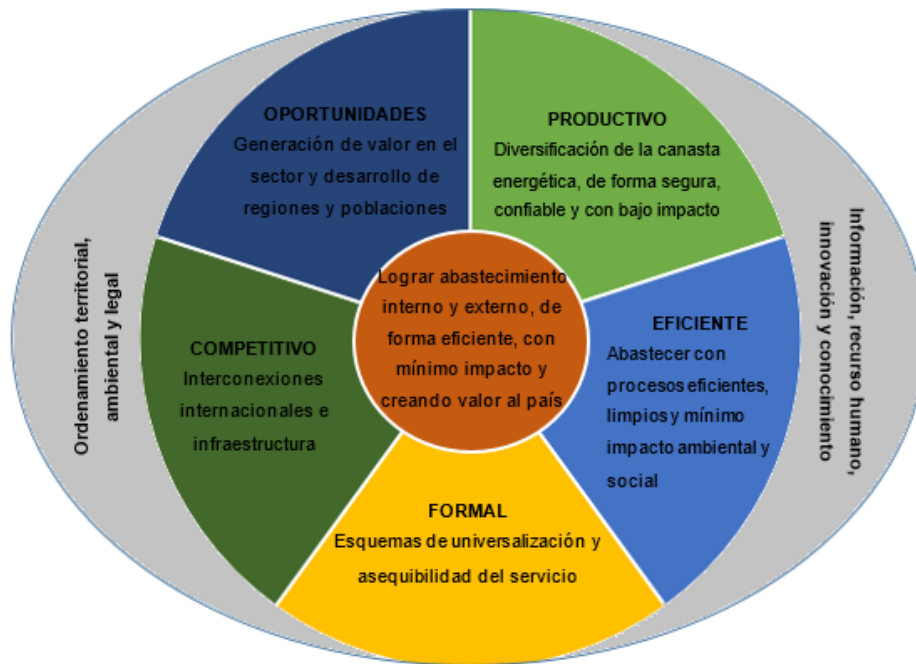 OPORTUNIDADES
Generación de valor en el
sector y desarrollo de
regiones y poblaciones
PRODUCTIVO
Diversificación de la canasta
energética, de forma segura,
confiable y con bajo impacto
Ordenamiento territorial,
ambiental y legal
Lograr abastecimiento
interno y externo, de
forma eficiente, con
mínimo impacto y
creando valor al país
Información, recurso humano,
innovación y conocimiento
COMPETITIVO
Interconexiones
internacionales e
infraestructura
EFICIENTE
Abastecer con
procesos eficientes,
limpios y mínimo
impacto ambiental y
social
FORMAL
Esquemas de universalización y
asequibilidad del servicio